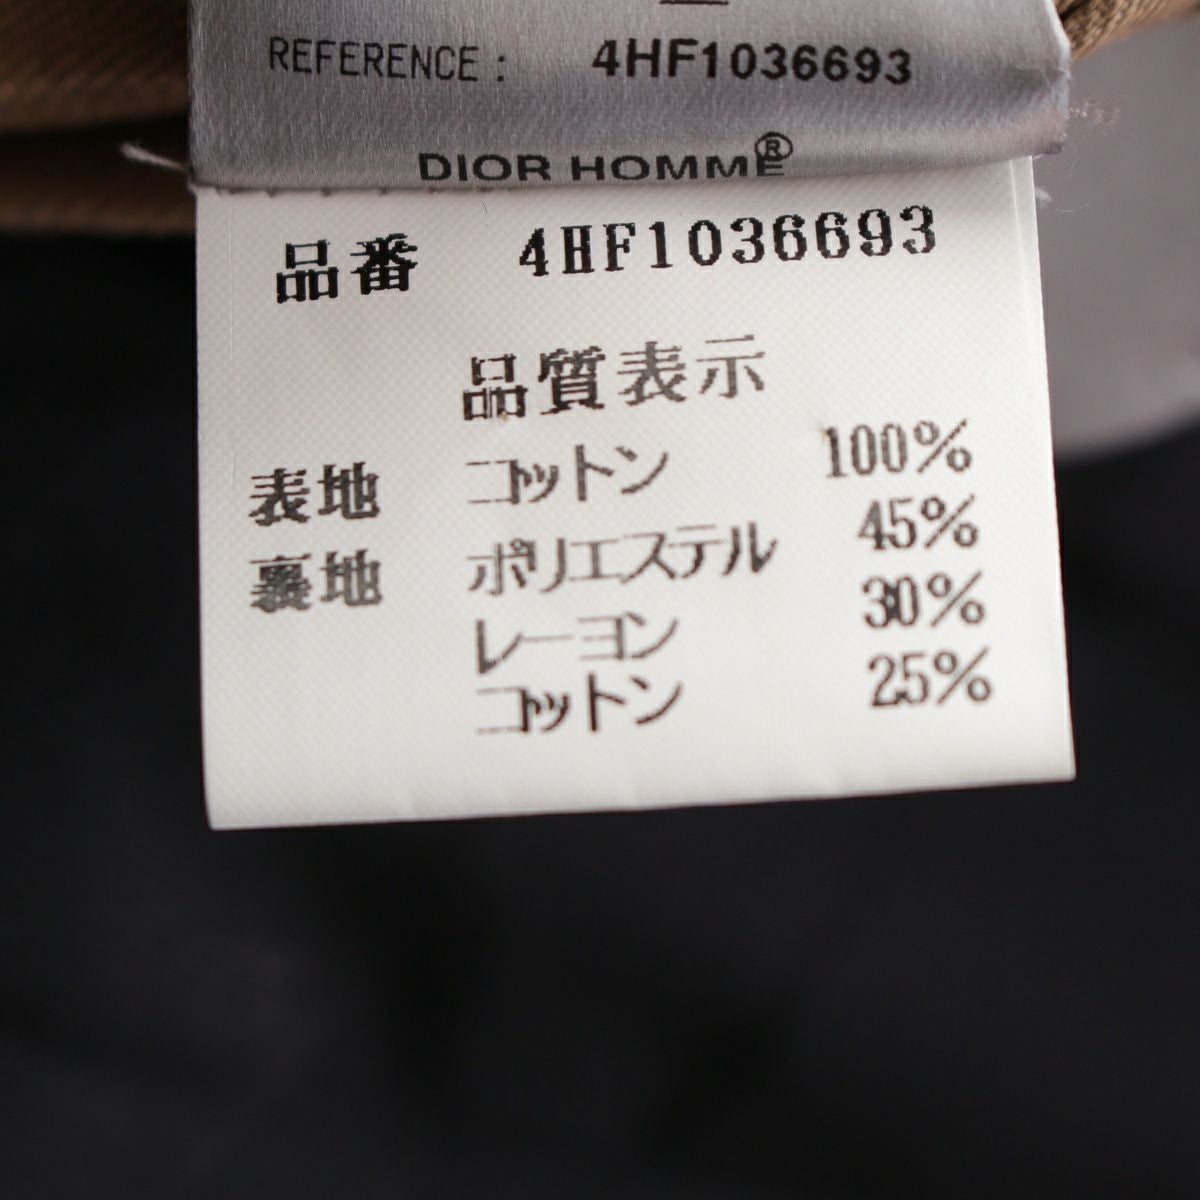 REFERENCE : 4HF1036693
DIOR HOMME®
品番 4HF1036693
品質表示
表地 コットン 100%
裏地 ポリエステル 45%
レーヨン 30%
コットン 25%